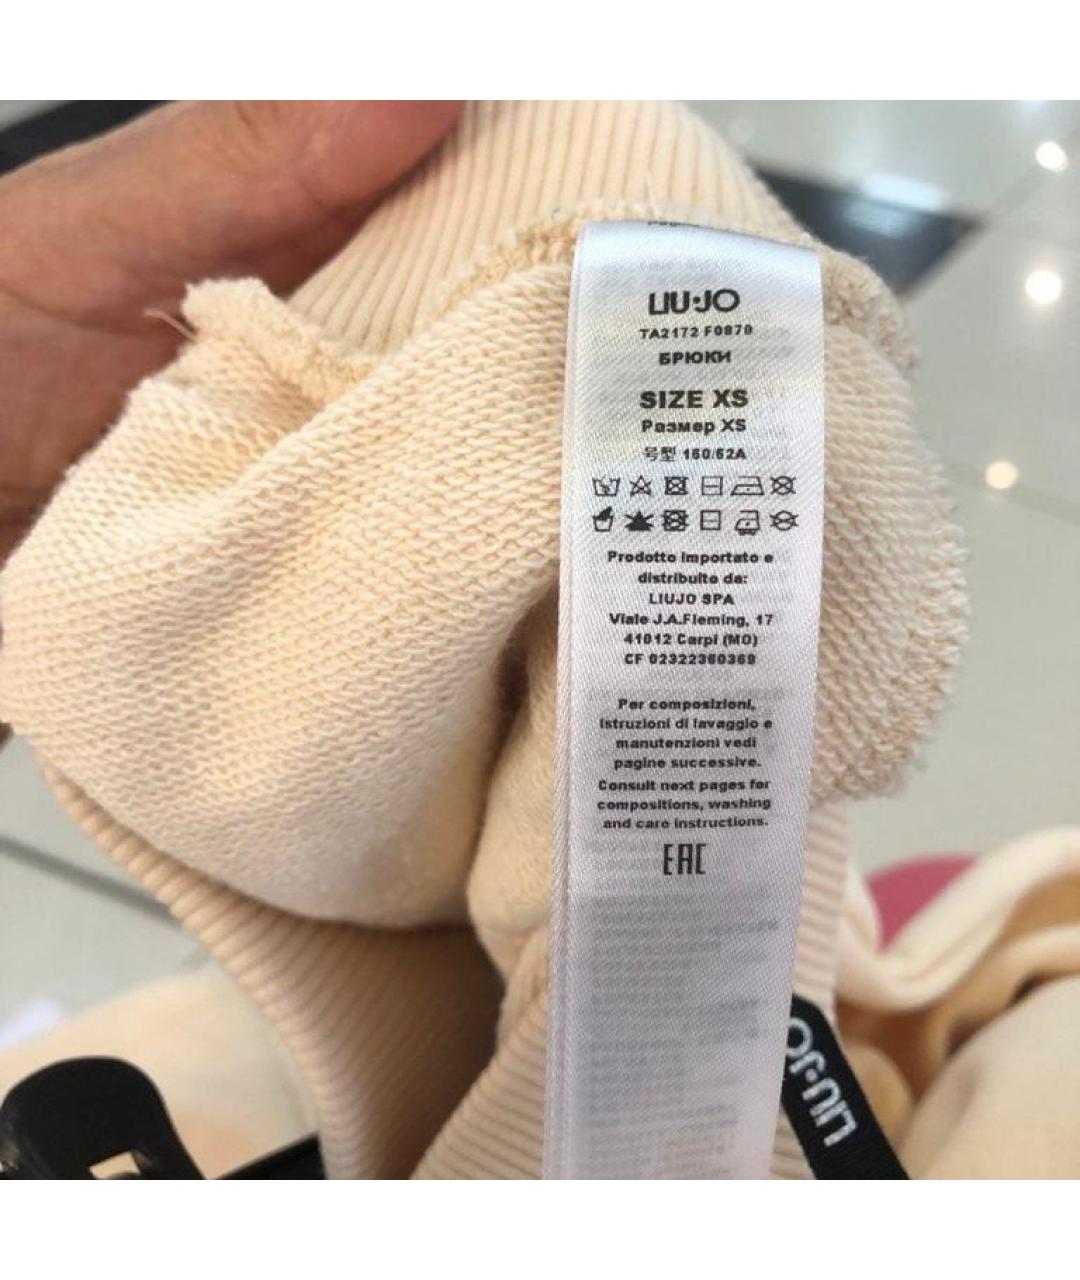 LIU·JO
TA2172 F0870
БРЮКИ
SIZE XS
Размер XS
号型 160/62A
Prodotto importato e
distribuito da:
LIUJO SPA
Viale J.A.Fleming, 17
41012 Carpi (MO)
CF 02322360369
Per composizioni,
istruzioni di lavaggio e
manutenzioni vedi
pagine successive.
Consult next pages for
compositions, washing
and care instructions.
EAC
LIU·JO